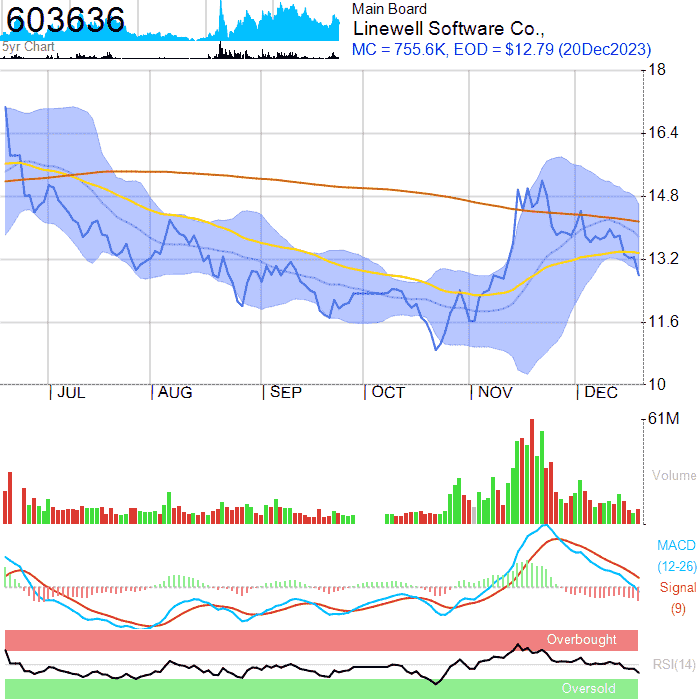 603636
5yr Chart
Main Board
Linewell Software Co.,
MC = 755.6K, EOD = $12.79 (20Dec2023)
18
16.4
14.8
13.2
11.6
10
JUL AUG SEP OCT NOV DEC
61M
Volume
MACD
(12-26)
Signal
(9)
Overbought
RSI(14)
Oversold